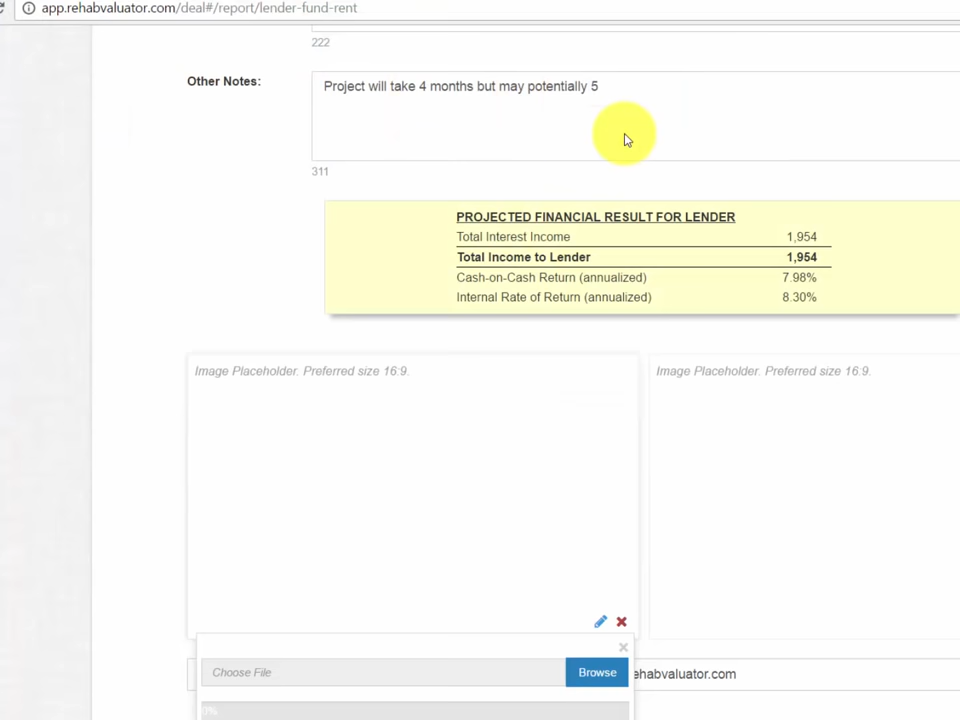 app.rehabvaluator.com/deal#/report/lender-fund-rent
222
Other Notes: Project will take 4 months but may potentially 5
311
PROJECTED FINANCIAL RESULT FOR LENDER
Total Interest Income 1,954
Total Income to Lender 1,954
Cash-on-Cash Return (annualized) 7.98%
Internal Rate of Return (annualized) 8.30%
Image Placeholder. Preferred size 16:9. Image Placeholder. Preferred size 16:9.
Choose File Browse ehabvaluator.com
0%